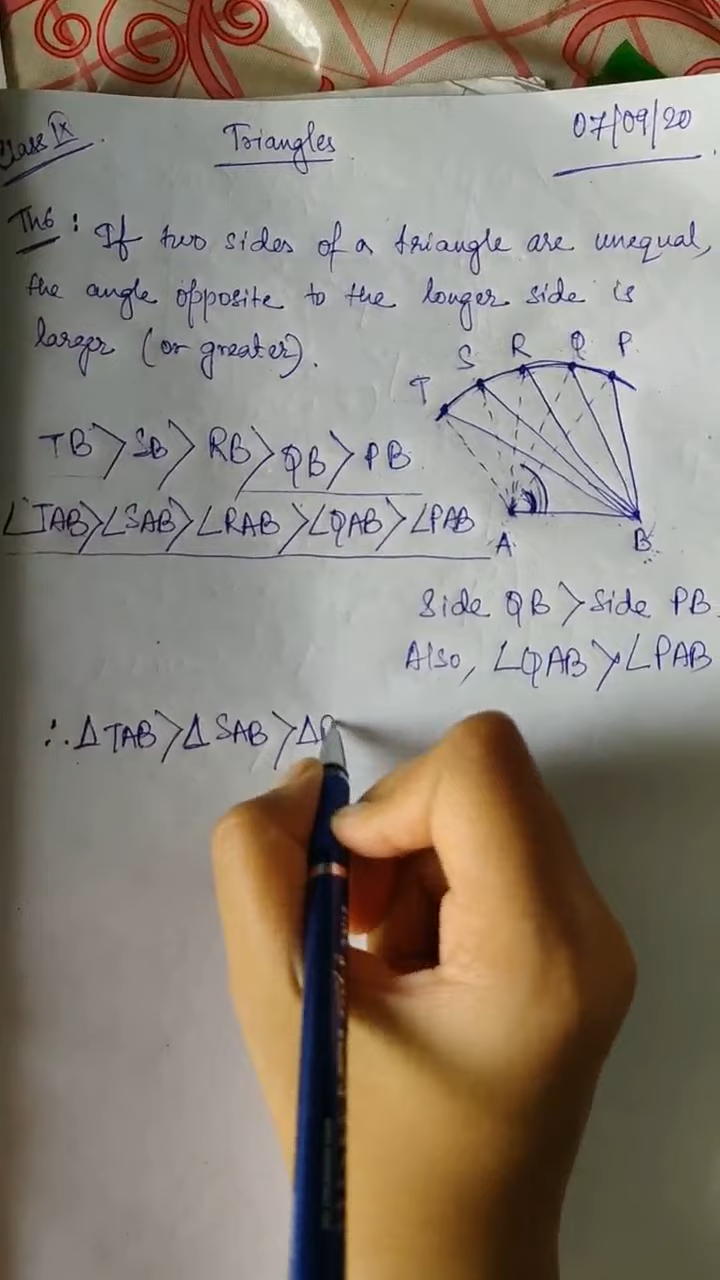 Class IX
Triangles
07/09/20
Th6 : If two sides of a triangle are unequal,
the angle opposite to the longer side is
larger (or greater).
T S R Q P
A B
TB > SB > RB > QB > PB
∠TAB > ∠SAB > ∠RAB > ∠QAB > ∠PAB
Side QB > Side PB
Also, ∠QAB > ∠PAB
∴ Δ TAB > Δ SAB > Δ